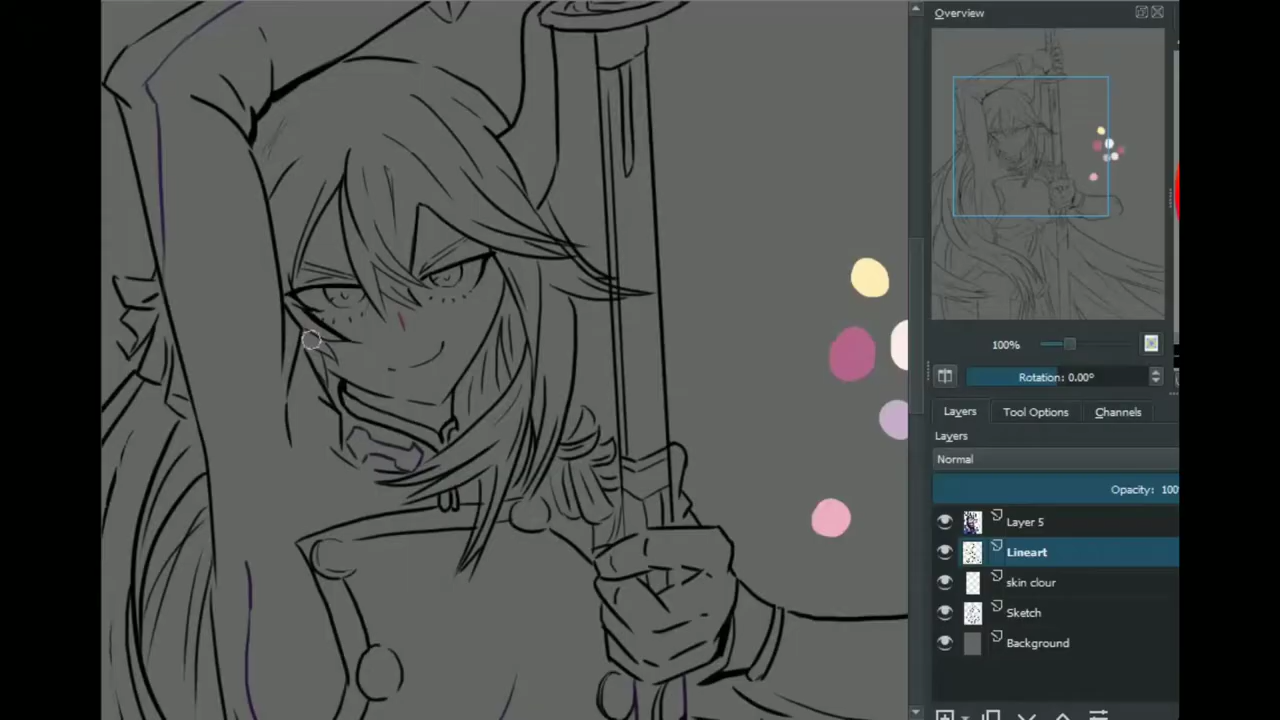 Overview
100%
Rotation: 0.00°
Layers
Tool Options
Channels
Layers
Normal
Opacity: 100
Layer 5
Lineart
skin clour
Sketch
Background